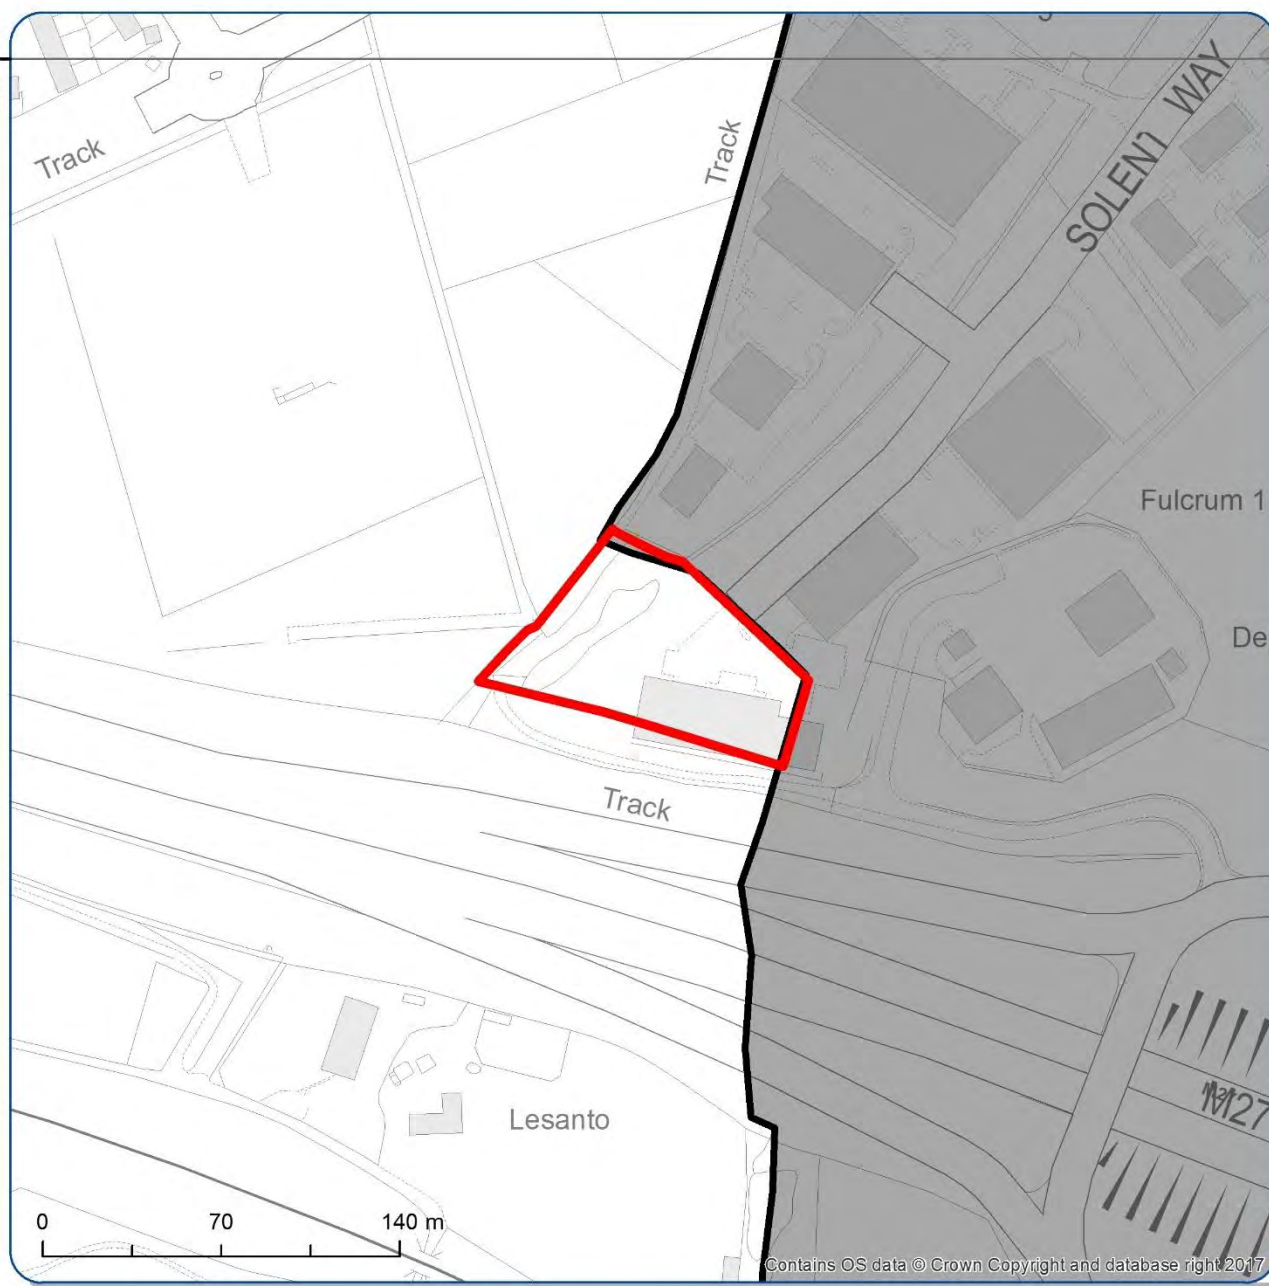 Track
Track
SOLENT WAY
Fulcrum 1
De
Track
Lesanto
M27
0 70 140 m
Contains OS data © Crown Copyright and database right 2017